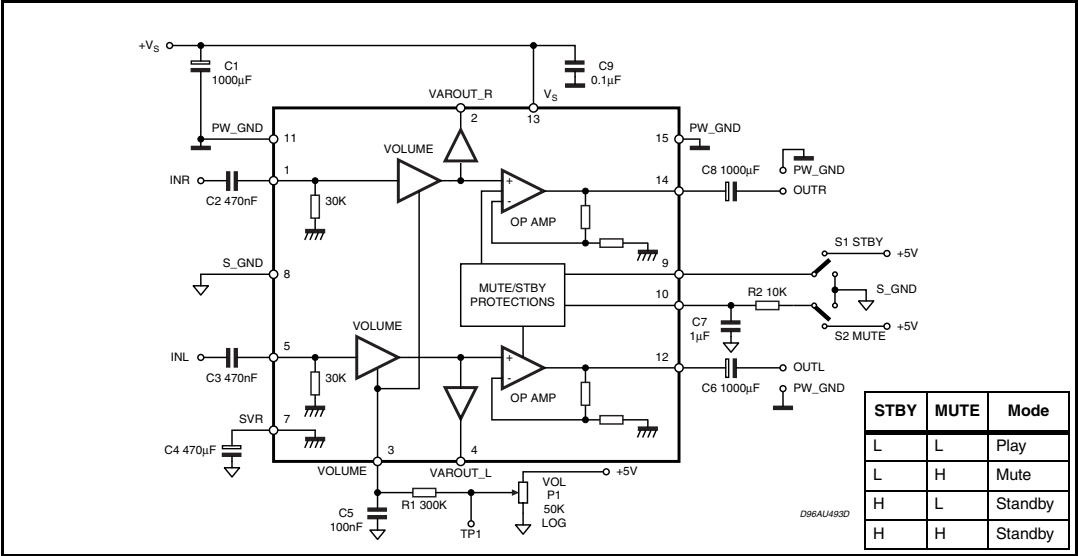 +VS
C1
1000µF
C9
0.1µF
VAROUT_R
VS
2
13
PW_GND
11
15
PW_GND
VOLUME
1
INR
C2 470nF
30K
+
-
OP AMP
14
C8 1000µF
PW_GND
OUTR
S1 STBY
+5V
S_GND
8
9
MUTE/STBY
PROTECTIONS
10
R2 10K
S_GND
C7
1µF
S2 MUTE
+5V
VOLUME
5
INL
C3 470nF
30K
+
-
OP AMP
12
C6 1000µF
OUTL
PW_GND
SVR
7
C4 470µF
3
4
VOLUME
VAROUT_L
+5V
R1 300K
VOL
P1
50K
LOG
C5
100nF
TP1
D96AU493D
STBY MUTE Mode
L L Play
L H Mute
H L Standby
H H Standby